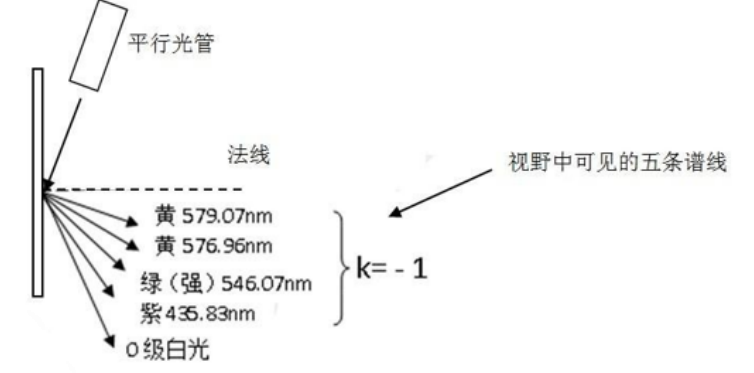 平行光管
法线
视野中可见的五条谱线
黄 579.07nm
黄 576.96nm
绿（强）546.07nm
紫435.83nm
k= - 1
0 级白光